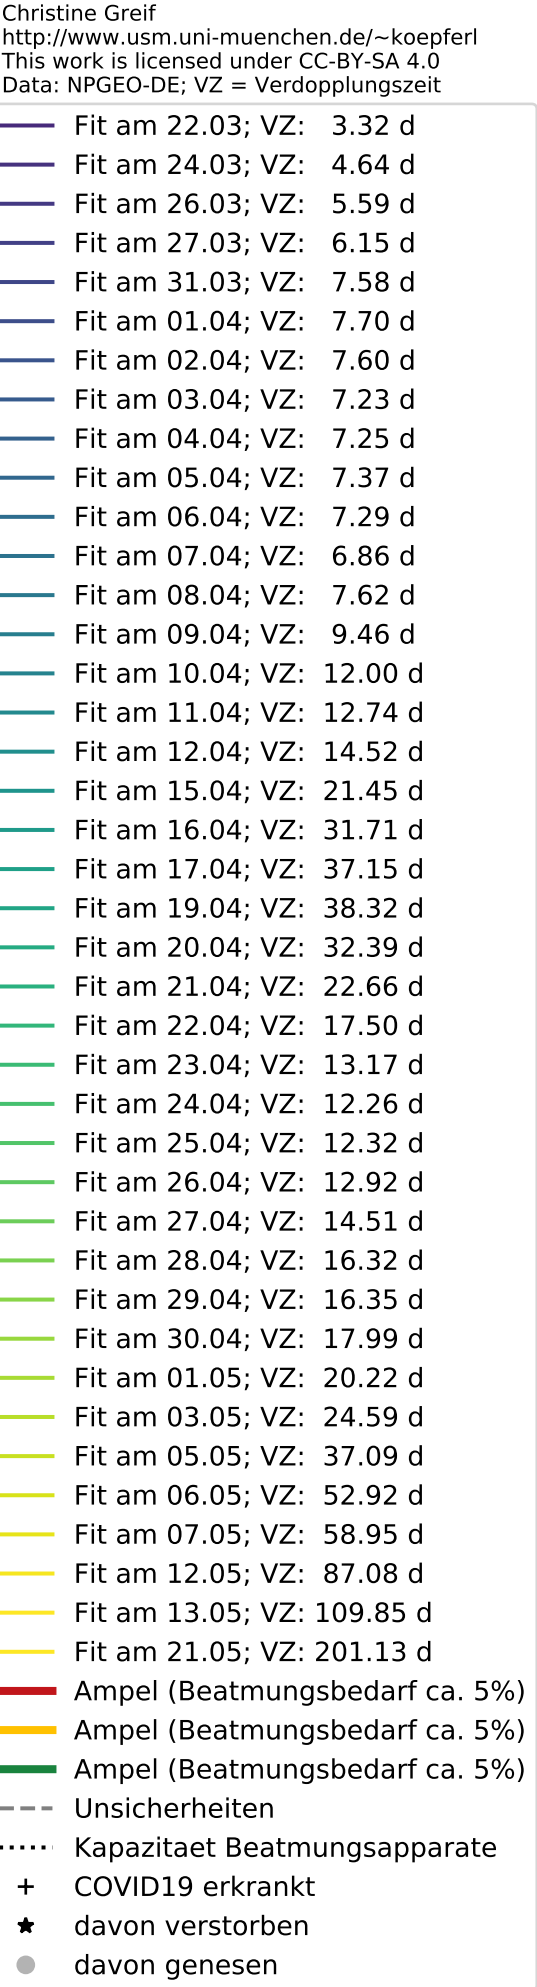 Christine Greif
http://www.usm.uni-muenchen.de/~koepferl
This work is licensed under CC-BY-SA 4.0
Data: NPGEO-DE; VZ = Verdopplungszeit
Fit am 22.03; VZ: 3.32 d
Fit am 24.03; VZ: 4.64 d
Fit am 26.03; VZ: 5.59 d
Fit am 27.03; VZ: 6.15 d
Fit am 31.03; VZ: 7.58 d
Fit am 01.04; VZ: 7.70 d
Fit am 02.04; VZ: 7.60 d
Fit am 03.04; VZ: 7.23 d
Fit am 04.04; VZ: 7.25 d
Fit am 05.04; VZ: 7.37 d
Fit am 06.04; VZ: 7.29 d
Fit am 07.04; VZ: 6.86 d
Fit am 08.04; VZ: 7.62 d
Fit am 09.04; VZ: 9.46 d
Fit am 10.04; VZ: 12.00 d
Fit am 11.04; VZ: 12.74 d
Fit am 12.04; VZ: 14.52 d
Fit am 15.04; VZ: 21.45 d
Fit am 16.04; VZ: 31.71 d
Fit am 17.04; VZ: 37.15 d
Fit am 19.04; VZ: 38.32 d
Fit am 20.04; VZ: 32.39 d
Fit am 21.04; VZ: 22.66 d
Fit am 22.04; VZ: 17.50 d
Fit am 23.04; VZ: 13.17 d
Fit am 24.04; VZ: 12.26 d
Fit am 25.04; VZ: 12.32 d
Fit am 26.04; VZ: 12.92 d
Fit am 27.04; VZ: 14.51 d
Fit am 28.04; VZ: 16.32 d
Fit am 29.04; VZ: 16.35 d
Fit am 30.04; VZ: 17.99 d
Fit am 01.05; VZ: 20.22 d
Fit am 03.05; VZ: 24.59 d
Fit am 05.05; VZ: 37.09 d
Fit am 06.05; VZ: 52.92 d
Fit am 07.05; VZ: 58.95 d
Fit am 12.05; VZ: 87.08 d
Fit am 13.05; VZ: 109.85 d
Fit am 21.05; VZ: 201.13 d
Ampel (Beatmungsbedarf ca. 5%)
Ampel (Beatmungsbedarf ca. 5%)
Ampel (Beatmungsbedarf ca. 5%)
Unsicherheiten
Kapazitaet Beatmungsapparate
COVID19 erkrankt
davon verstorben
davon genesen